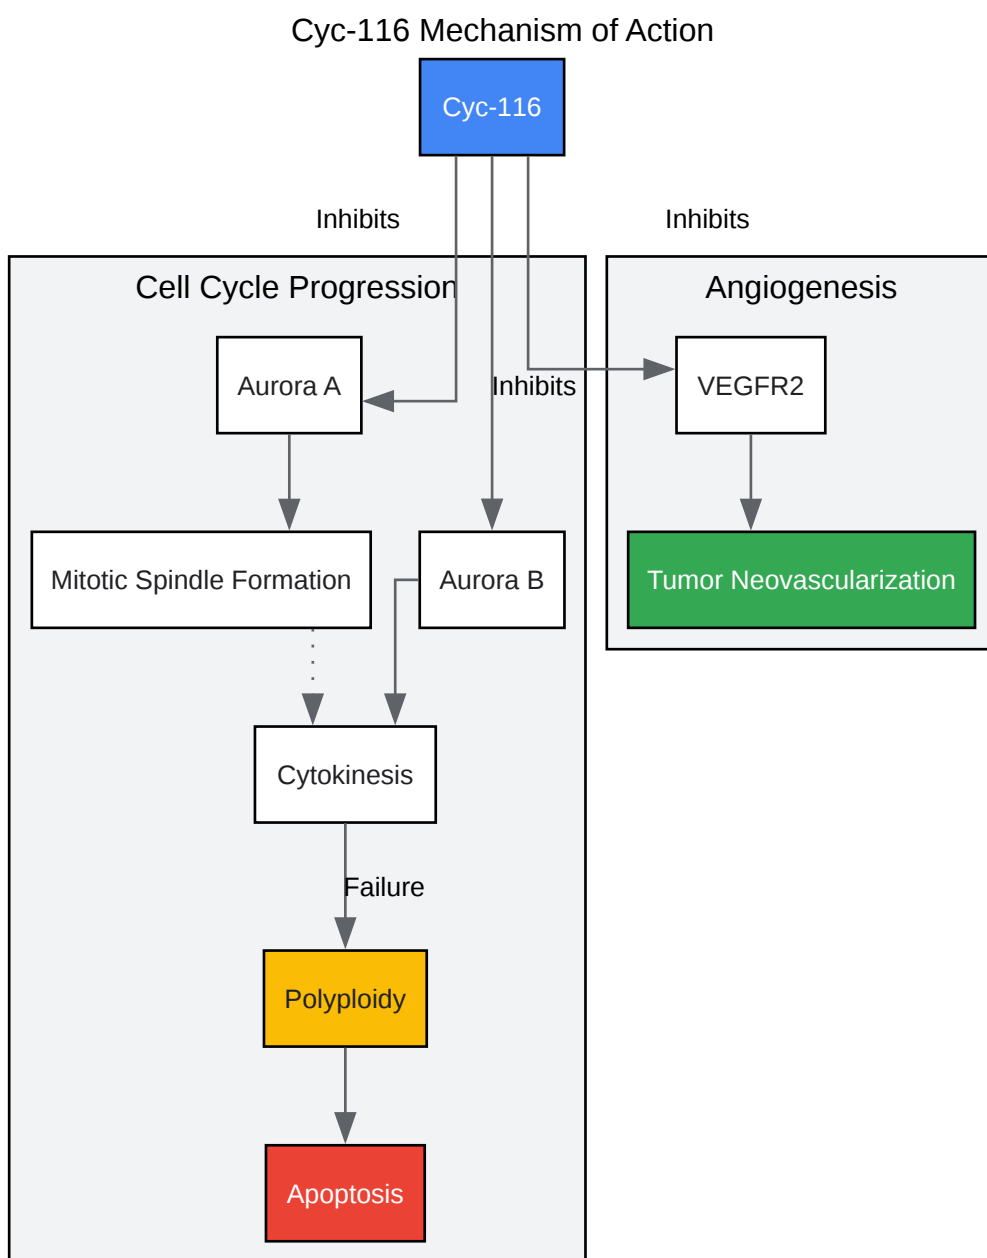 Cyc-116 Mechanism of Action
Cyc-116
Inhibits
Inhibits
Cell Cycle Progression
Angiogenesis
Aurora A
Inhibits
VEGFR2
Mitotic Spindle Formation
Aurora B
Tumor Neovascularization
Cytokinesis
Failure
Polyploidy
Apoptosis